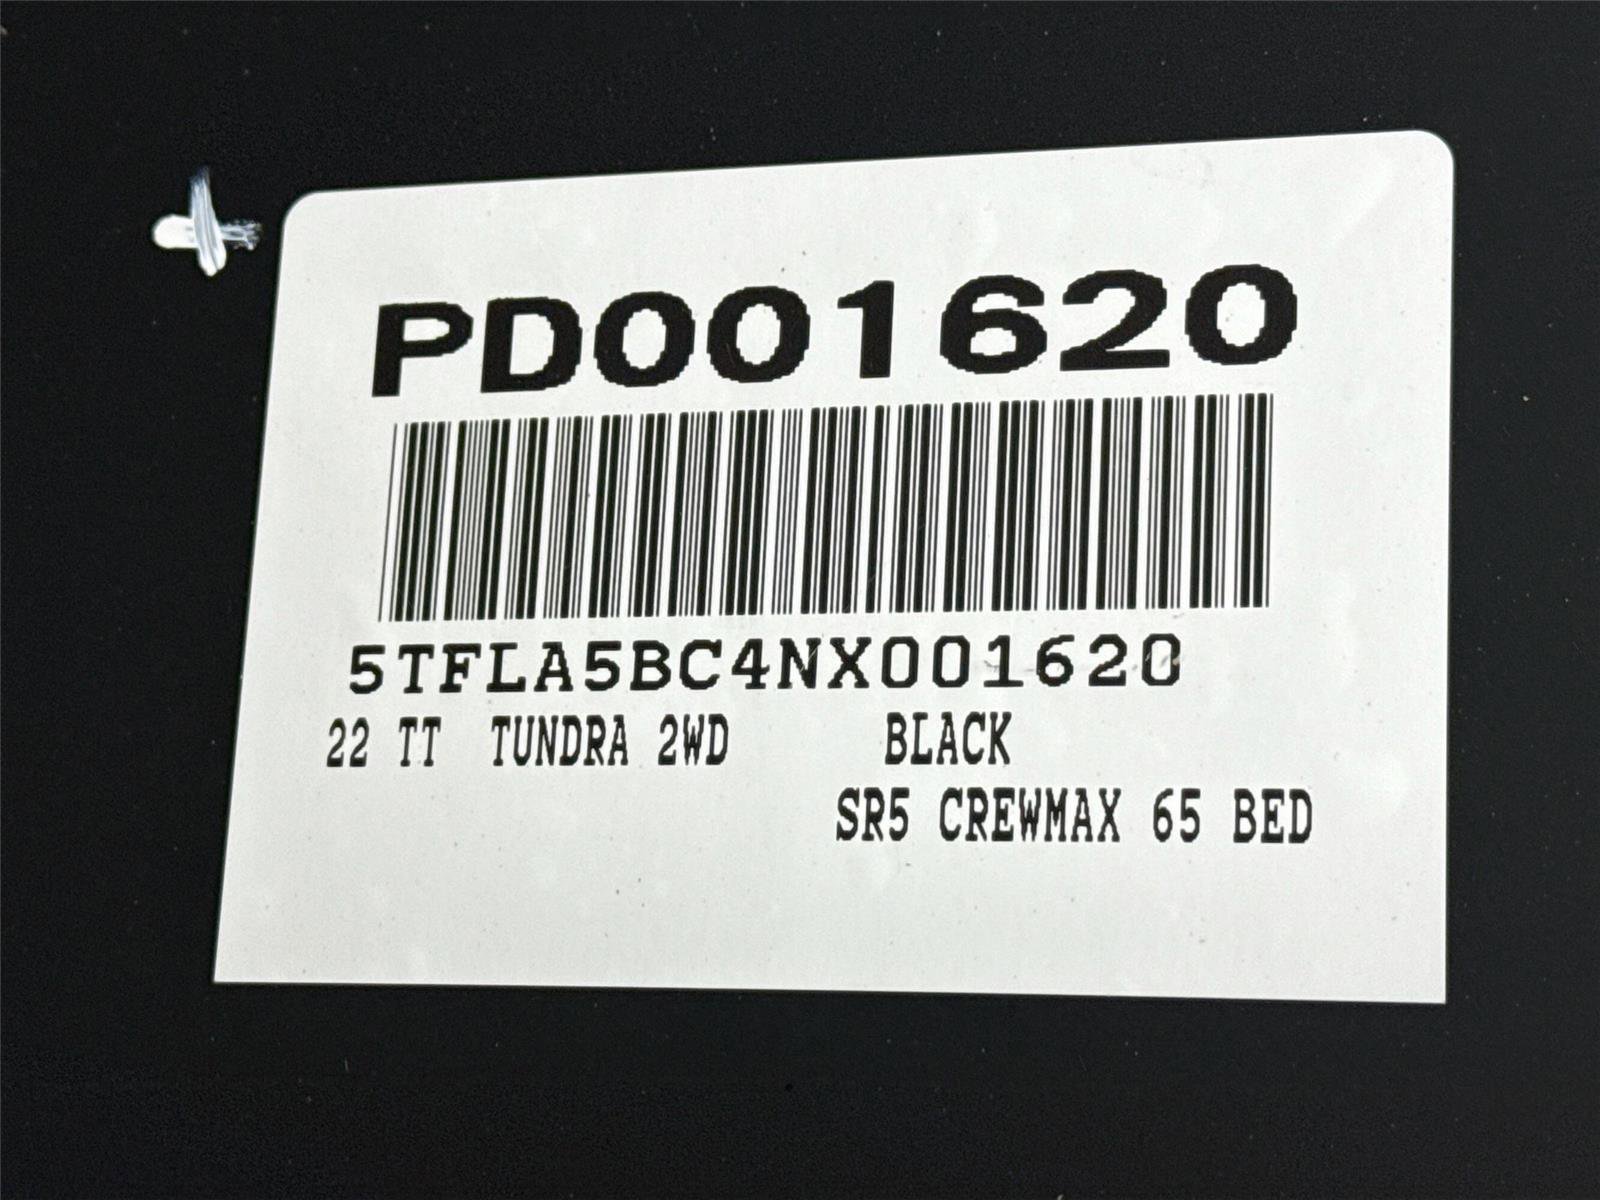 PD001620
5TFLA5BC4NX001620
22 TT TUNDRA 2WD BLACK
SR5 CREWMAX 65 BED